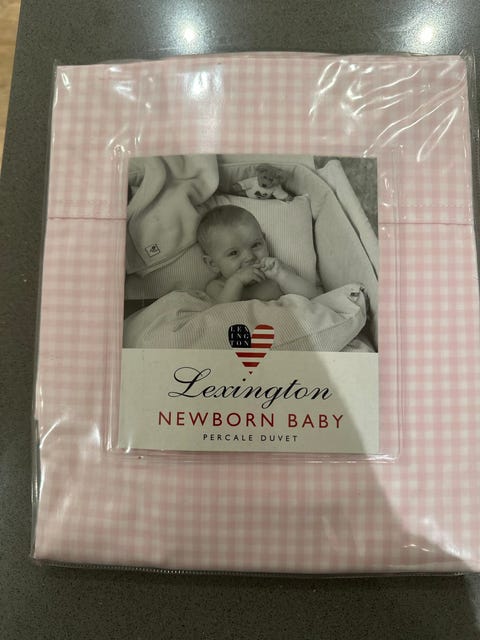 LEX
ING
TON
Lexington
NEWBORN BABY
PERCALE DUVET